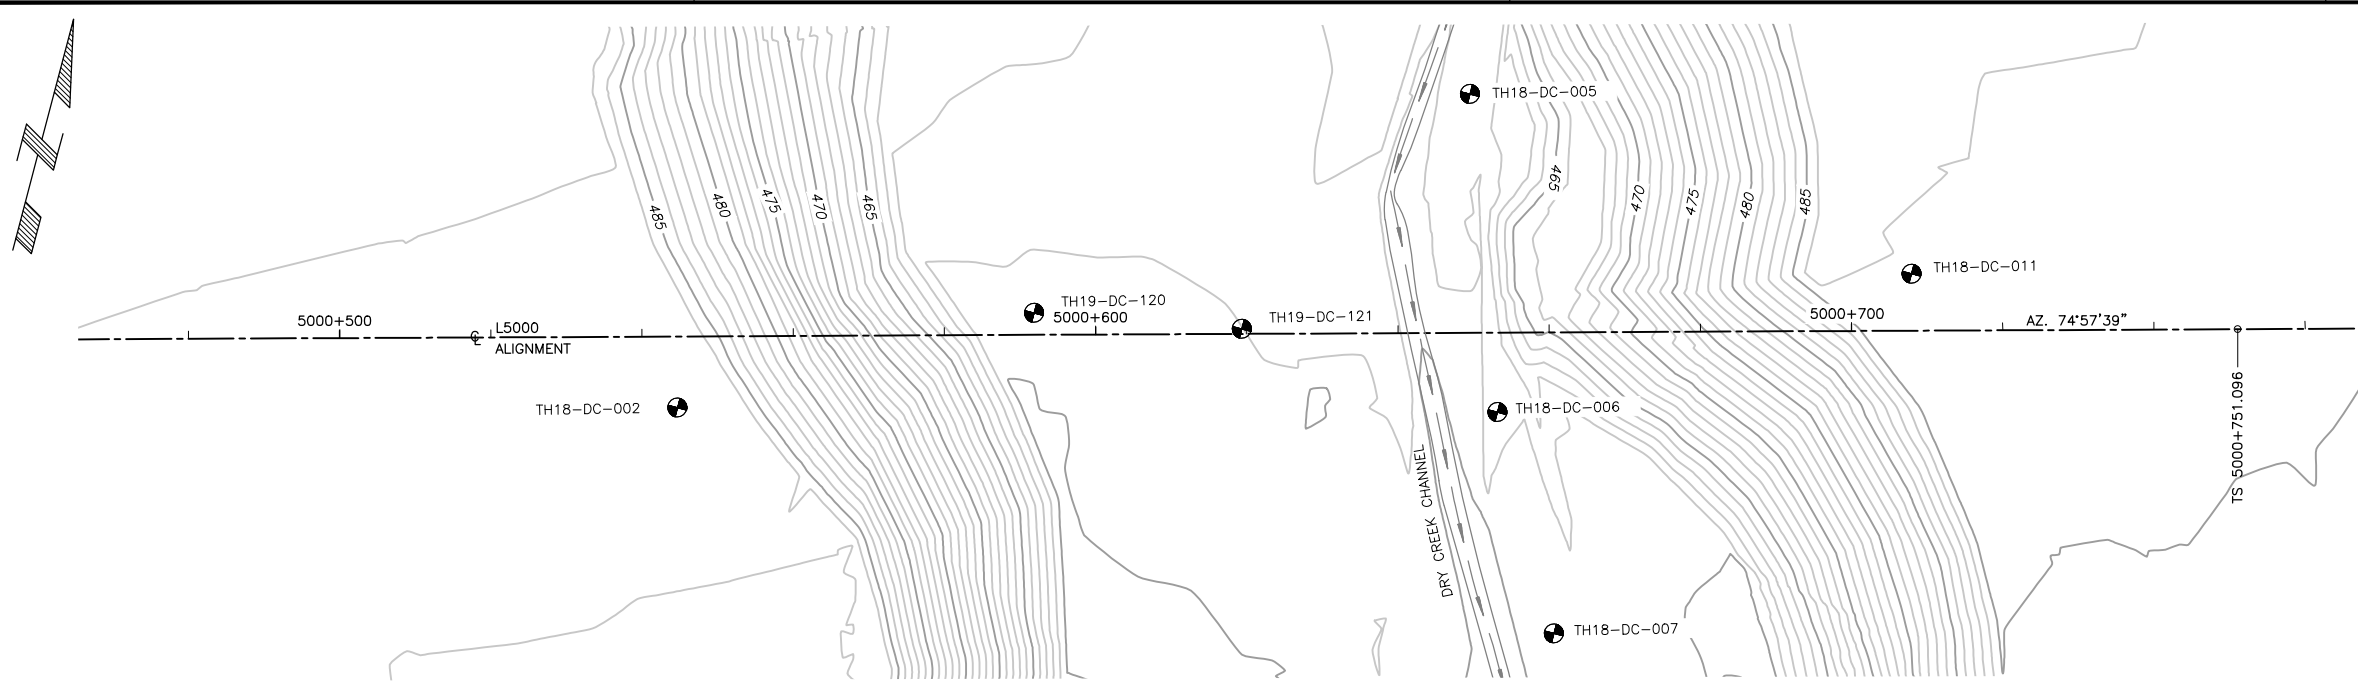 TH18-DC-005
485
480
475
470
465
465
470
475
480
485
TH18-DC-011
TH19-DC-120
5000+500
L5000
5000+600
TH19-DC-121
5000+700
AZ. 74°57'39"
℄
ALIGNMENT
TH18-DC-002
TH18-DC-006
TS 5000+751.096
DRY CREEK CHANNEL
TH18-DC-007